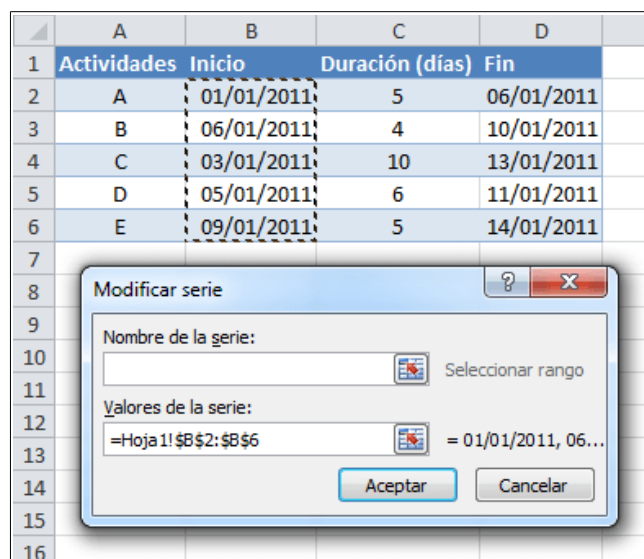 A B C D
1 Actividades Inicio Duración (días) Fin
2 A 01/01/2011 5 06/01/2011
3 B 06/01/2011 4 10/01/2011
4 C 03/01/2011 10 13/01/2011
5 D 05/01/2011 6 11/01/2011
6 E 09/01/2011 5 14/01/2011
7
8 Modificar serie ? X
9
Nombre de la serie:
10 Seleccionar rango
11
12 Valores de la serie:
13 =Hoja1!$B$2:$B$6 = 01/01/2011, 06...
14 Aceptar Cancelar
15
16